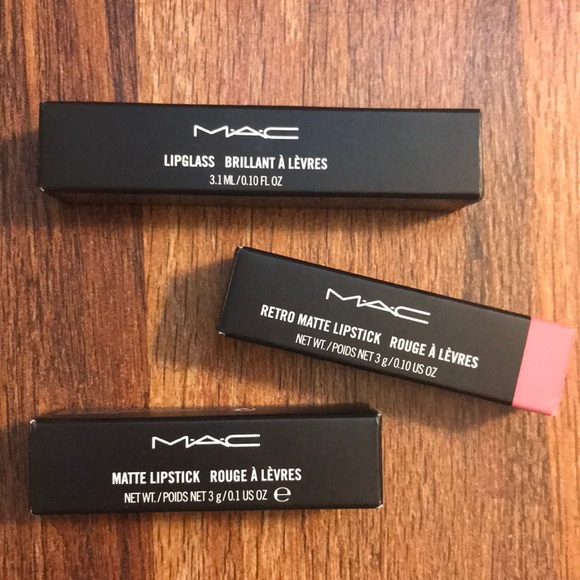 M·A·C
LIPGLASS BRILLANT À LÈVRES
3.1 ML/0.10 FL OZ
M·A·C
RETRO MATTE LIPSTICK ROUGE À LÈVRES
NET WT./POIDS NET 3 g/0.10 US OZ
M·A·C
MATTE LIPSTICK ROUGE À LÈVRES
NET WT./POIDS NET 3 g/0.1 US OZ ℮